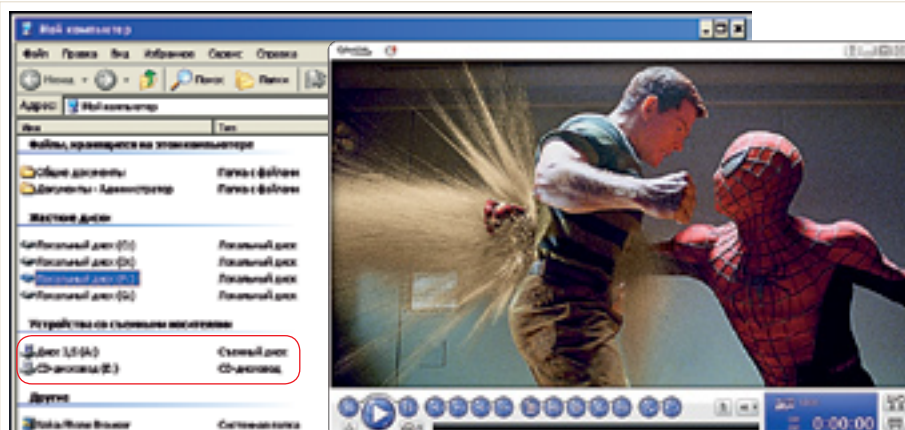 Мой компьютер
Файл Правка Вид Избранное Сервис Справка
Назад Поиск Папки
Адрес: Мой компьютер
Имя Тип
Файлы, хранящиеся на этом компьютере
Общие документы Папка с файлами
Документы - Администратор Папка с файлами
Жесткие диски
Локальный диск (C:) Локальный диск
Локальный диск (D:) Локальный диск
Локальный диск (F:) Локальный диск
Локальный диск (G:) Локальный диск
Устройства со съемными носителями
Диск 3,5 (A:) Съемный диск
CD-дисковод (E:) CD-дисковод
Другие
Nokia Phone Browser Системная папка
0:00:00